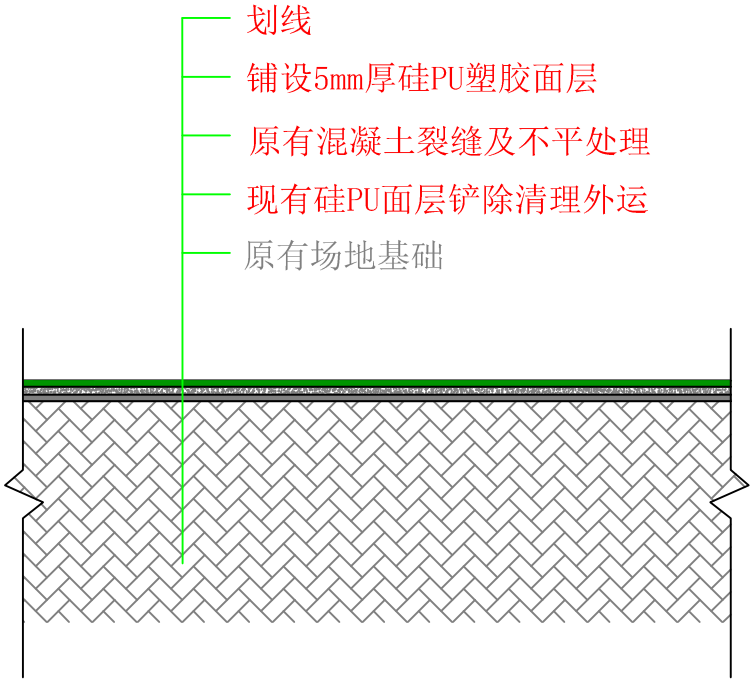 划线
铺设5mm厚硅PU塑胶面层
原有混凝土裂缝及不平处理
现有硅PU面层铲除清理外运
原有场地基础